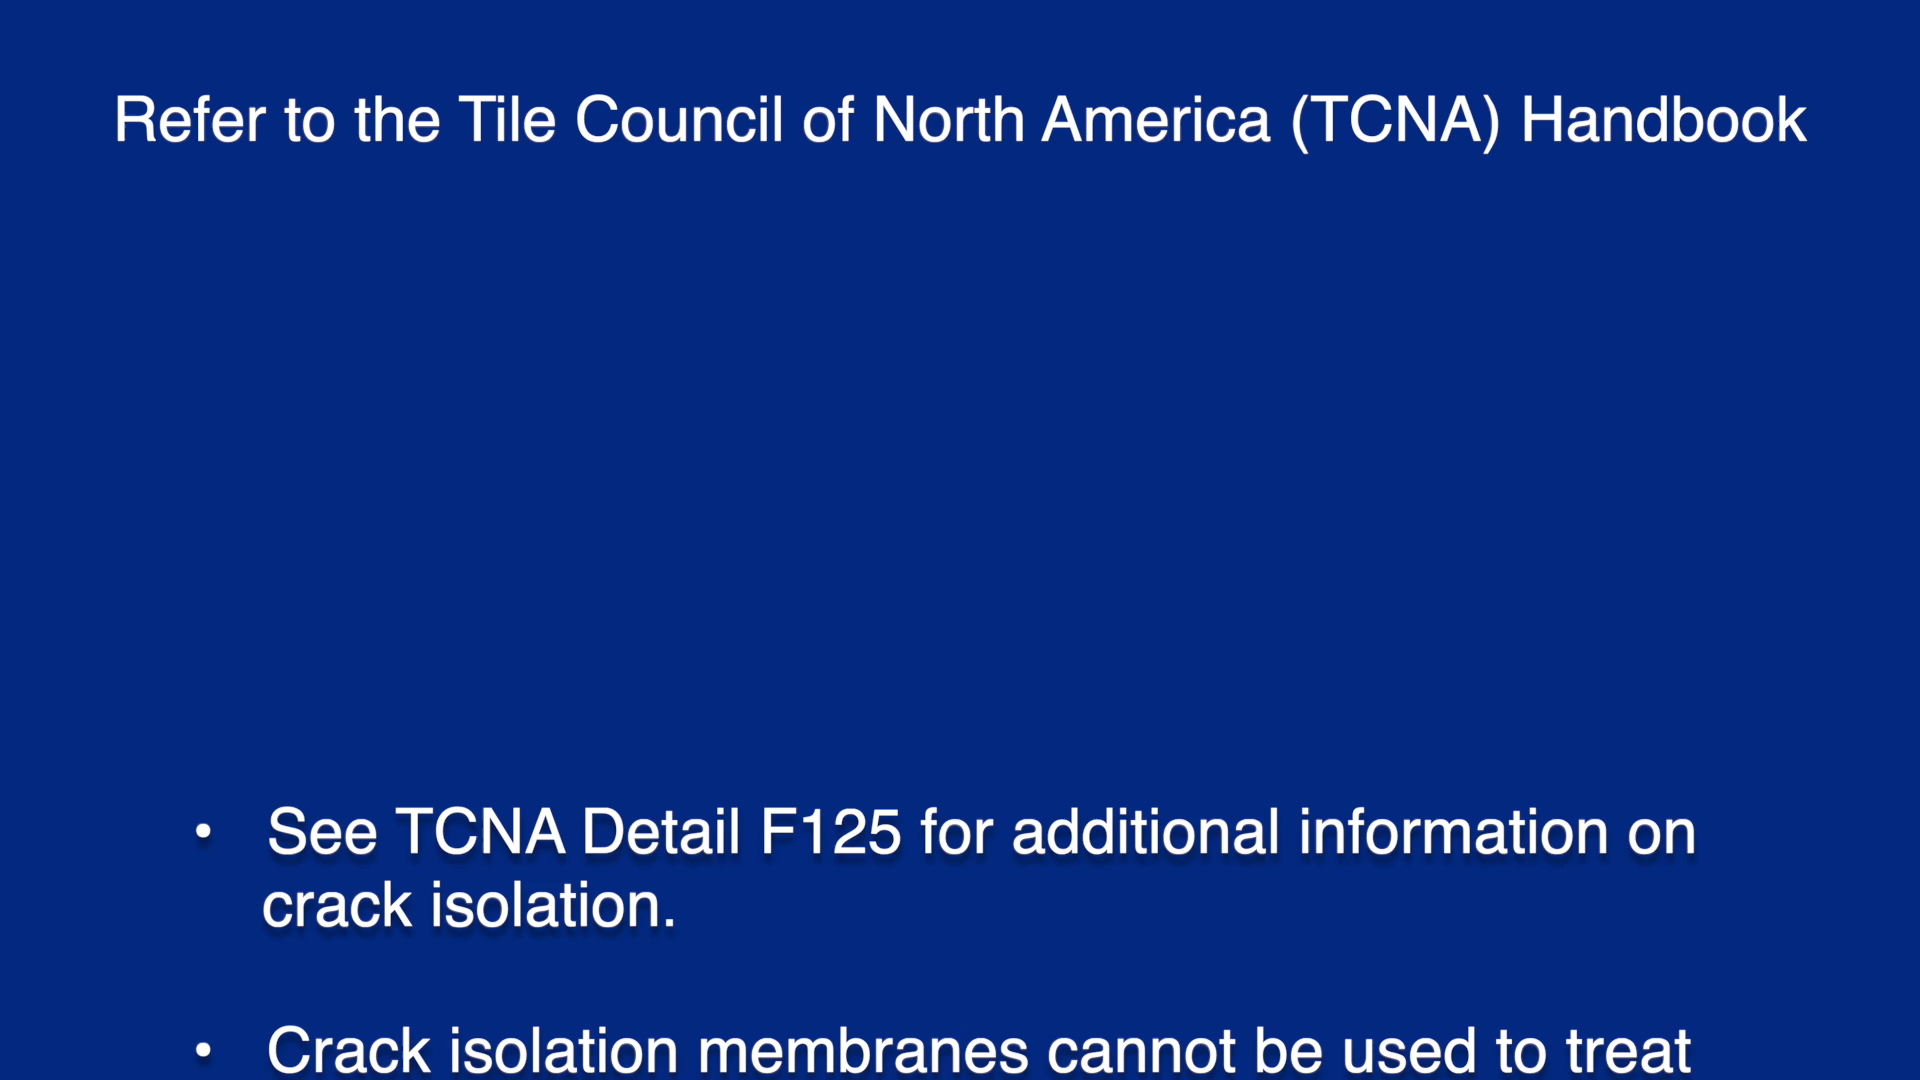 Refer to the Tile Council of North America (TCNA) Handbook
• See TCNA Detail F125 for additional information on
crack isolation.
• Crack isolation membranes cannot be used to treat